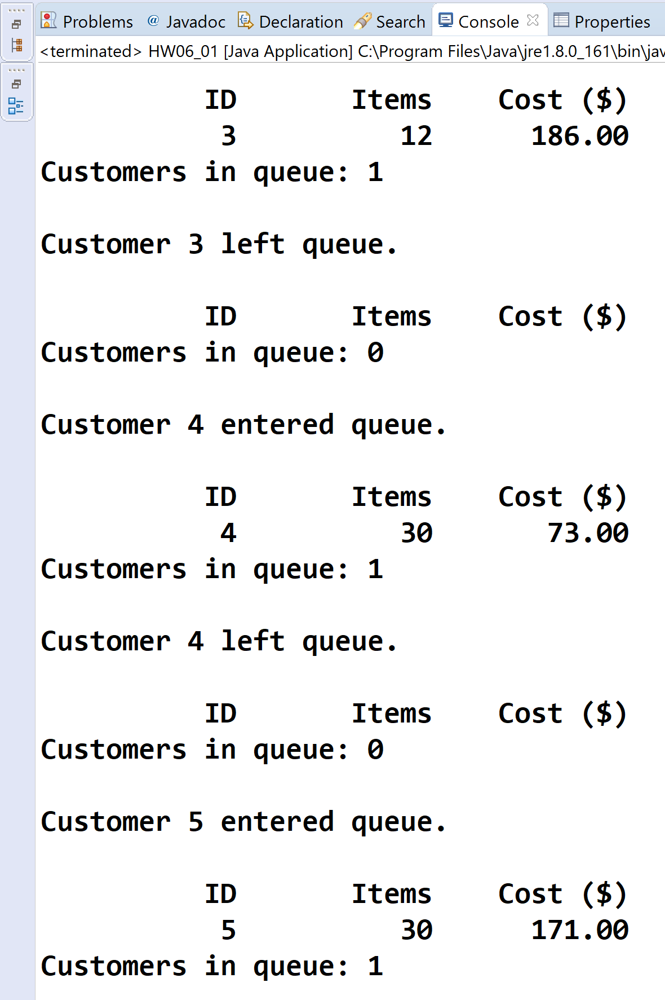 Problems @ Javadoc Declaration Search Console Properties
<terminated> HW06_01 [Java Application] C:\Program Files\Java\jre1.8.0_161\bin\jav
ID Items Cost ($)
3 12 186.00
Customers in queue: 1
Customer 3 left queue.
ID Items Cost ($)
Customers in queue: 0
Customer 4 entered queue.
ID Items Cost ($)
4 30 73.00
Customers in queue: 1
Customer 4 left queue.
ID Items Cost ($)
Customers in queue: 0
Customer 5 entered queue.
ID Items Cost ($)
5 30 171.00
Customers in queue: 1